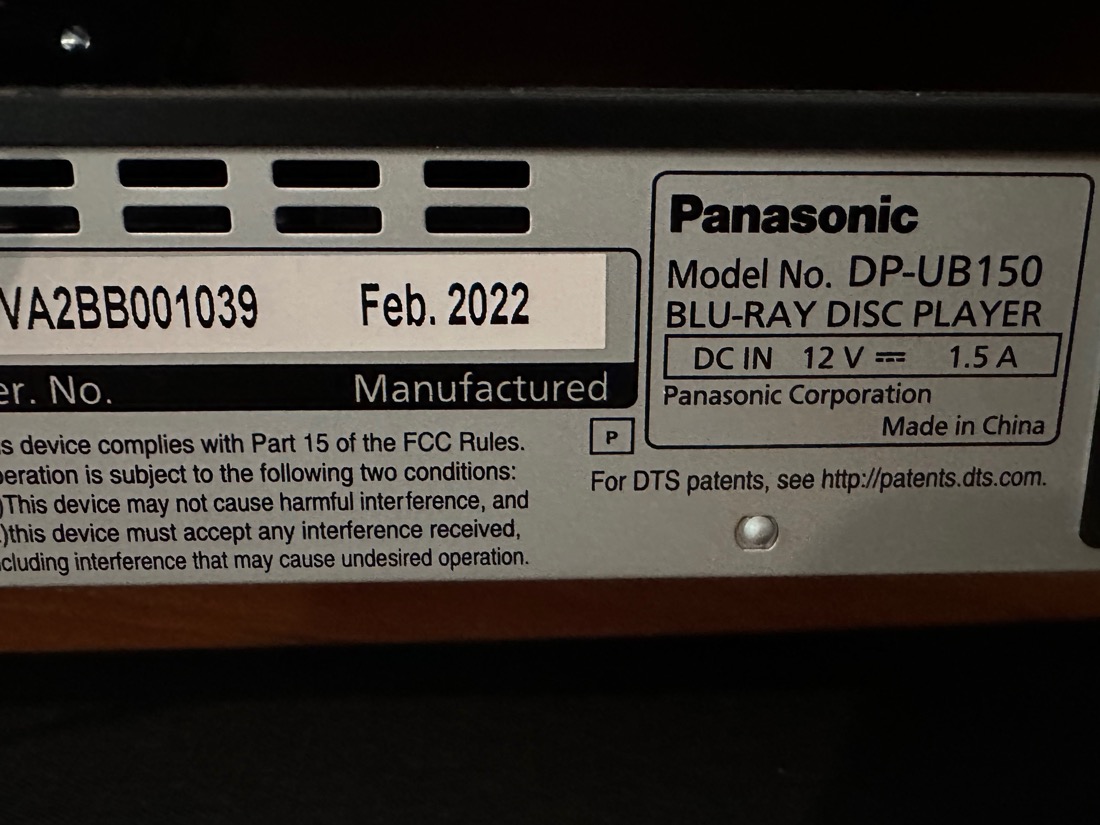 Panasonic
Model No. DP-UB150
BLU-RAY DISC PLAYER
DC IN 12 V ⎓ 1.5 A
Panasonic Corporation
Made in China
VA2BB001039 Feb. 2022
er. No. Manufactured
P
s device complies with Part 15 of the FCC Rules.
peration is subject to the following two conditions:
)This device may not cause harmful interference, and
)this device must accept any interference received,
cluding interference that may cause undesired operation.
For DTS patents, see http://patents.dts.com.